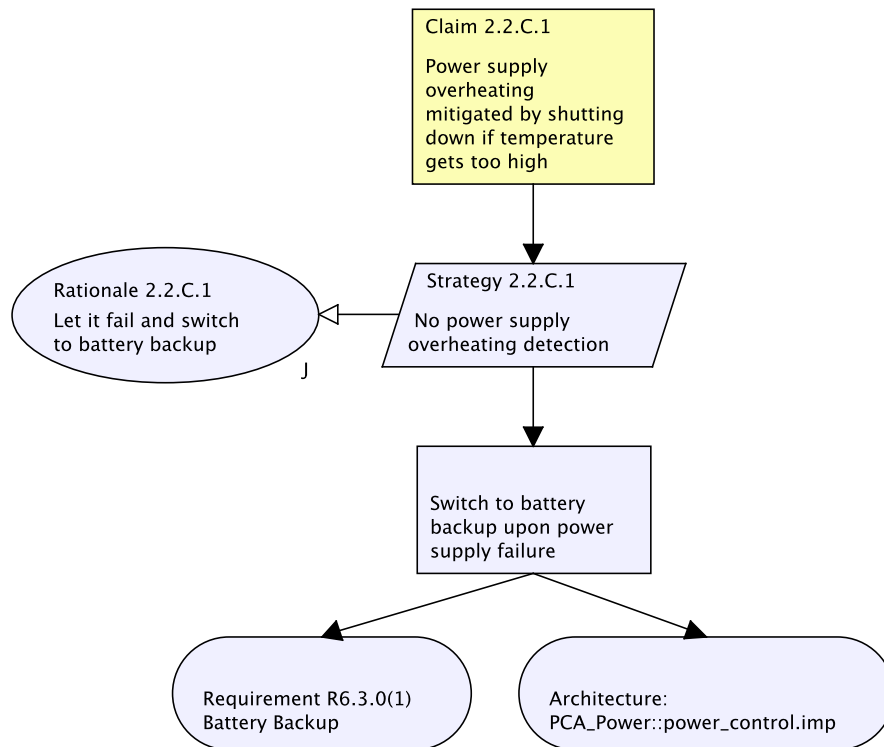 Claim 2.2.C.1
Power supply
overheating
mitigated by shutting
down if temperature
gets too high
Rationale 2.2.C.1
Let it fail and switch
to battery backup
J
Strategy 2.2.C.1
No power supply
overheating detection
Switch to battery
backup upon power
supply failure
Requirement R6.3.0(1)
Battery Backup
Architecture:
PCA_Power::power_control.imp